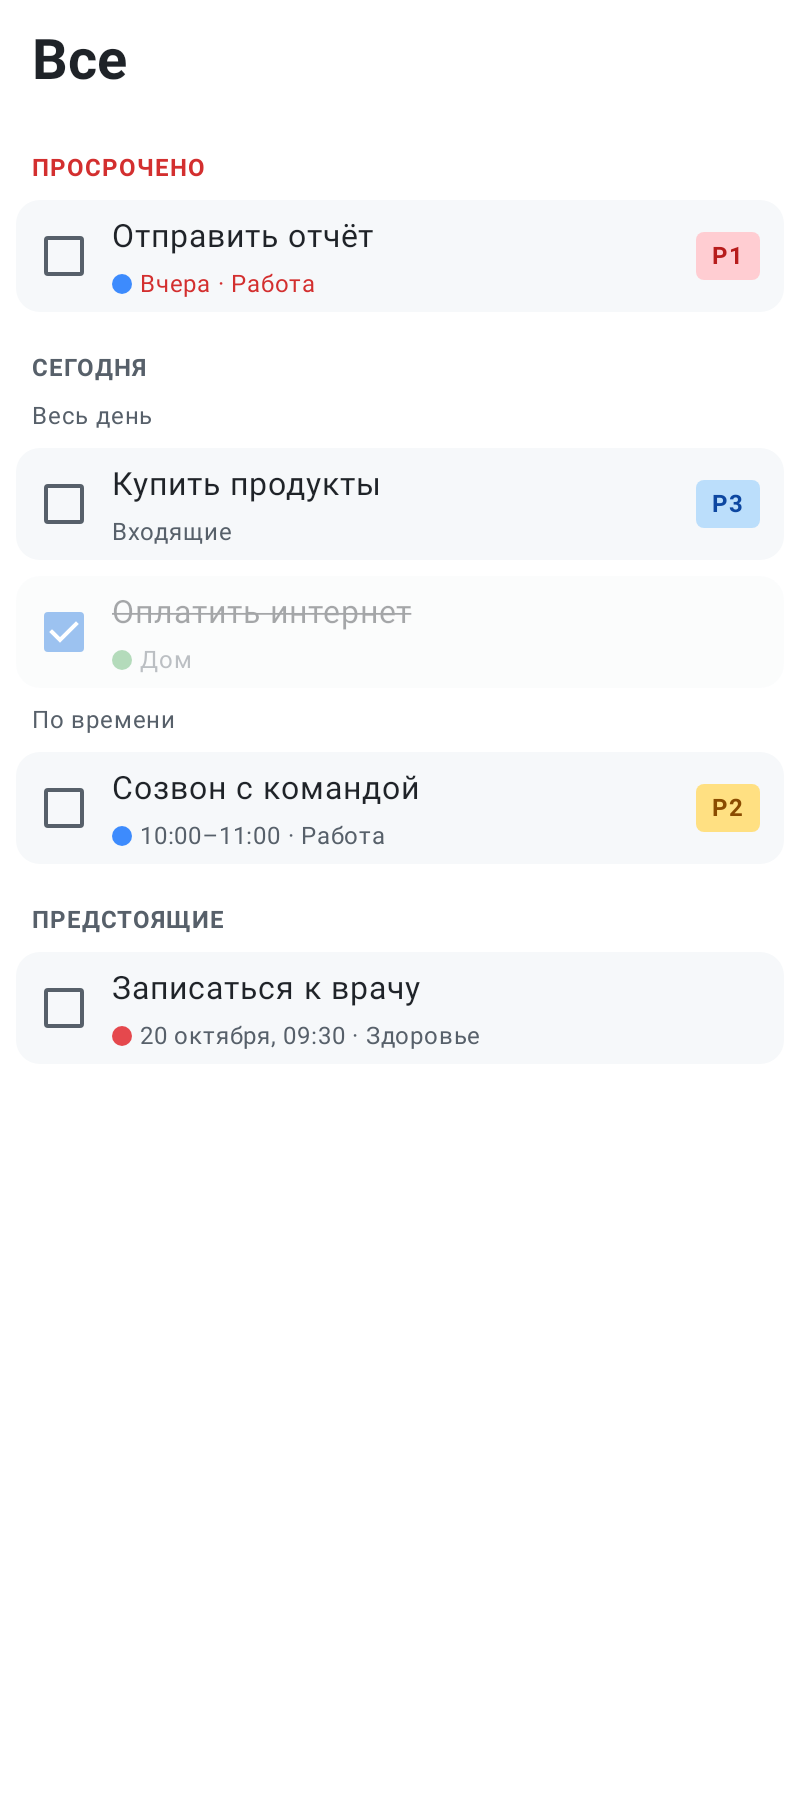 Все
ПРОСРОЧЕНО
Отправить отчёт
P1
Вчера · Работа
СЕГОДНЯ
Весь день
Купить продукты
P3
Входящие
Оплатить интернет
Дом
По времени
Созвон с командой
P2
10:00–11:00 · Работа
ПРЕДСТОЯЩИЕ
Записаться к врачу
20 октября, 09:30 · Здоровье